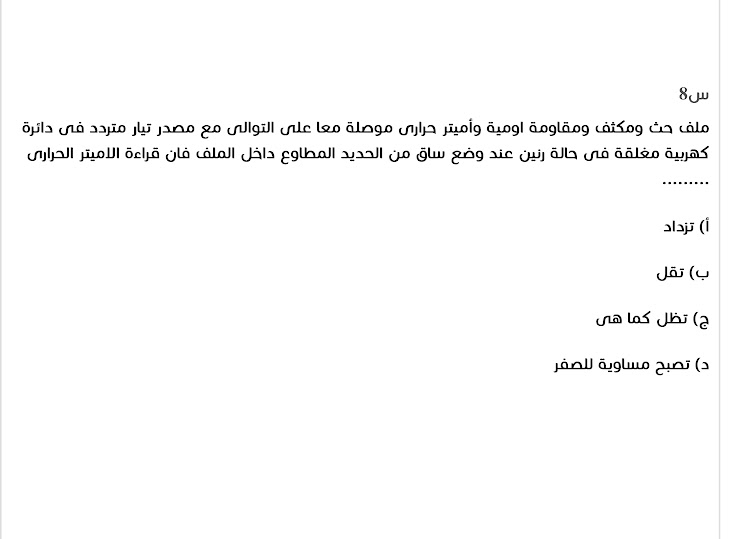 س8
ملف حث ومكثف ومقاومة اومية وأميتر حرارى موصلة معا على التوالى مع مصدر تيار متردد فى دائرة
كهربية مغلقة فى حالة رنين عند وضع ساق من الحديد المطاوع داخل الملف فان قراءة الاميتر الحرارى
.........
أ) تزداد
ب) تقل
ج) تظل كما هى
د) تصبح مساوية للصفر